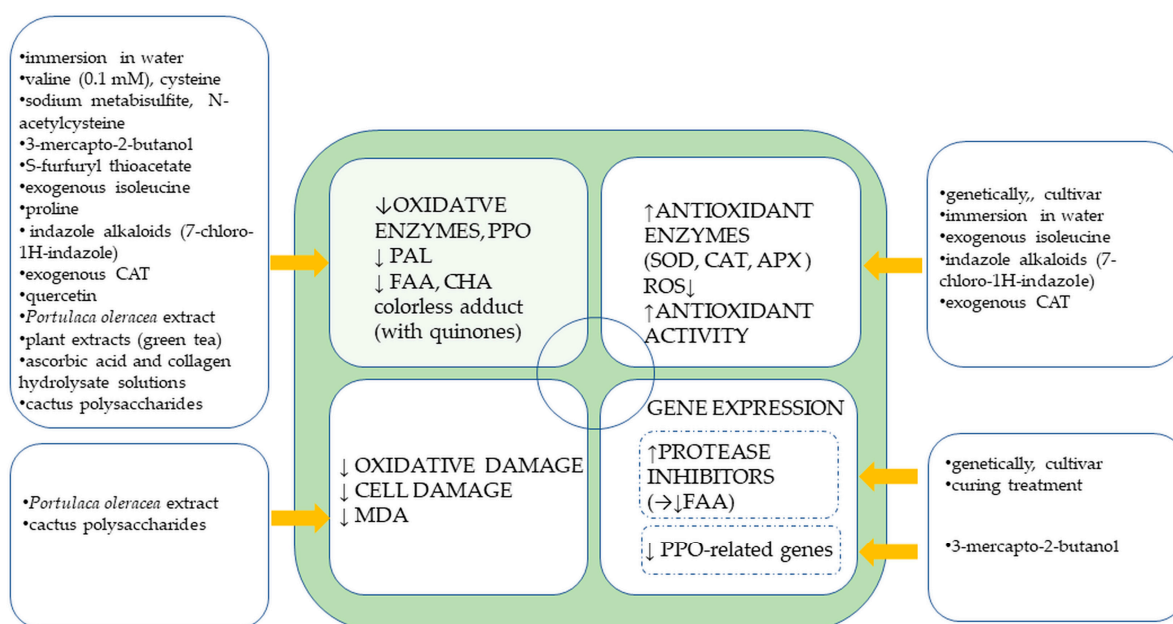 •immersion in water
•valine (0.1 mM), cysteine
•sodium metabisulfite, N-
acetylcysteine
•3-mercapto-2-butanol
•S-furfuryl thioacetate
•exogenous isoleucine
•proline
• indazole alkaloids (7-chloro-
1H-indazole)
•exogenous CAT
•quercetin
•Portulaca oleracea extract
•plant extracts (green tea)
•ascorbic acid and collagen
hydrolysate solutions
•cactus polysaccharides
↓OXIDATVE
ENZYMES, PPO
↓ PAL
↓ FAA, CHA
colorless adduct
(with quinones)
↑ANTIOXIDANT
ENZYMES
(SOD, CAT, APX )
ROS↓
↑ANTIOXIDANT
ACTIVITY
•genetically,, cultivar
•immersion in water
•exogenous isoleucine
•indazole alkaloids (7-
chloro-1H-indazole)
•exogenous CAT
•Portulaca oleracea extract
•cactus polysaccharides
↓ OXIDATIVE DAMAGE
↓ CELL DAMAGE
↓ MDA
GENE EXPRESSION
↑PROTEASE
INHIBITORS
(→↓FAA)
↓ PPO-related genes
•genetically, cultivar
•curing treatment
•3-mercapto-2-butanol